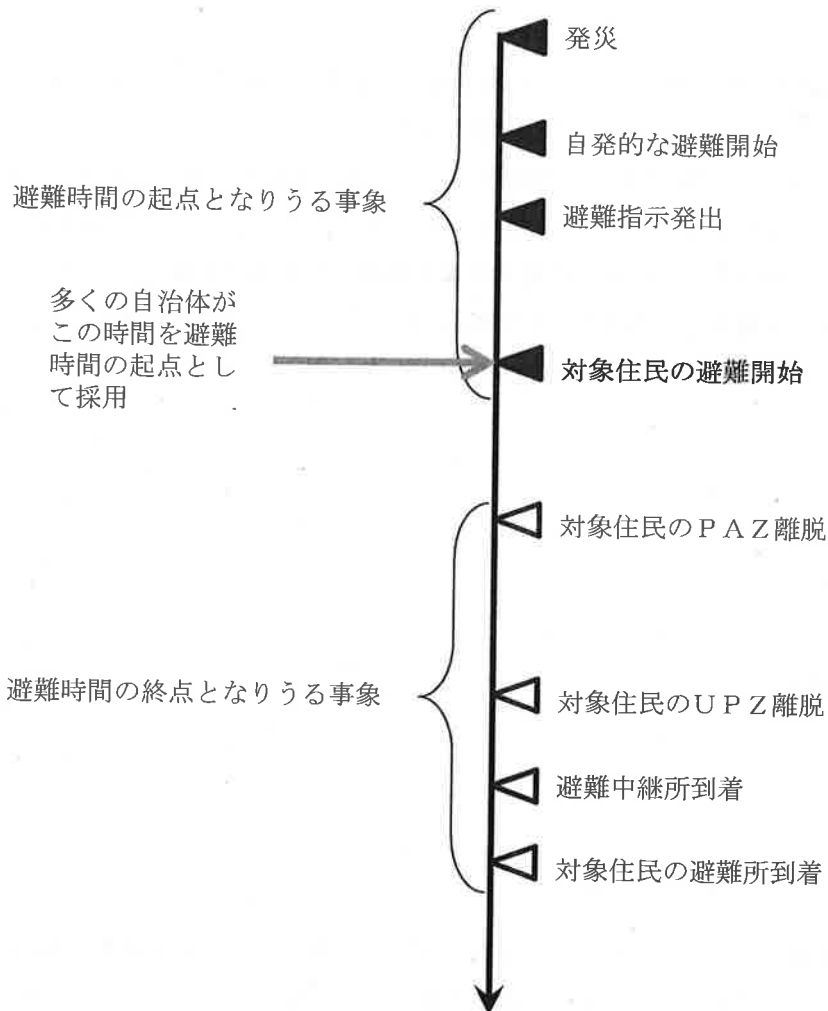 発災
自発的な避難開始
避難時間の起点となりうる事象
避難指示発出
多くの自治体が
この時間を避難
時間の起点とし
て採用
対象住民の避難開始
対象住民のＰＡＺ離脱
避難時間の終点となりうる事象
対象住民のＵＰＺ離脱
避難中継所到着
対象住民の避難所到着